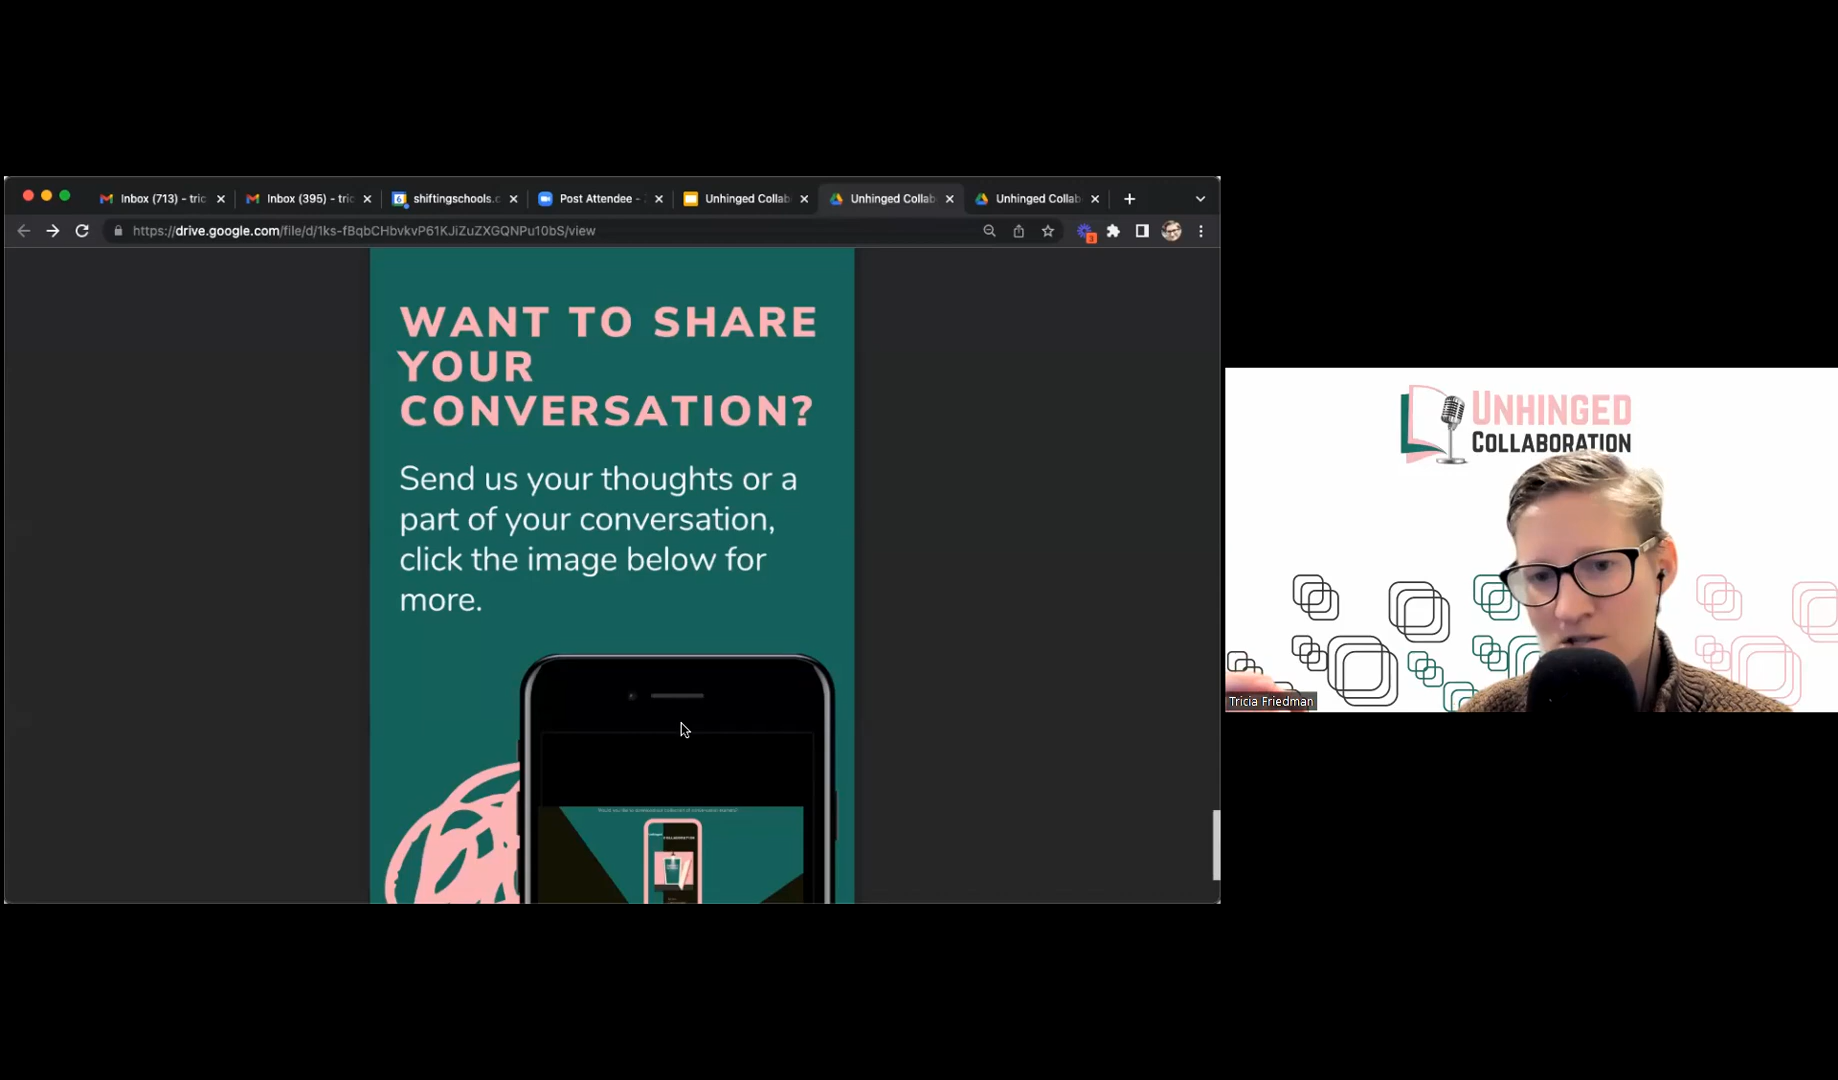 Inbox (713) - tric
Inbox (395) - tric
shiftingschools.c
Post Attendee -
Unhinged Collab
Unhinged Collab
Unhinged Collab
https://drive.google.com/file/d/1ks-fBqbCHbvkvP61KJiZuZXGQNPu10bS/view
3
WANT TO SHARE
YOUR
CONVERSATION?
Send us your thoughts or a
part of your conversation,
click the image below for
more.
COLLABORATION
UNHINGED
COLLABORATION
Tricia Friedman